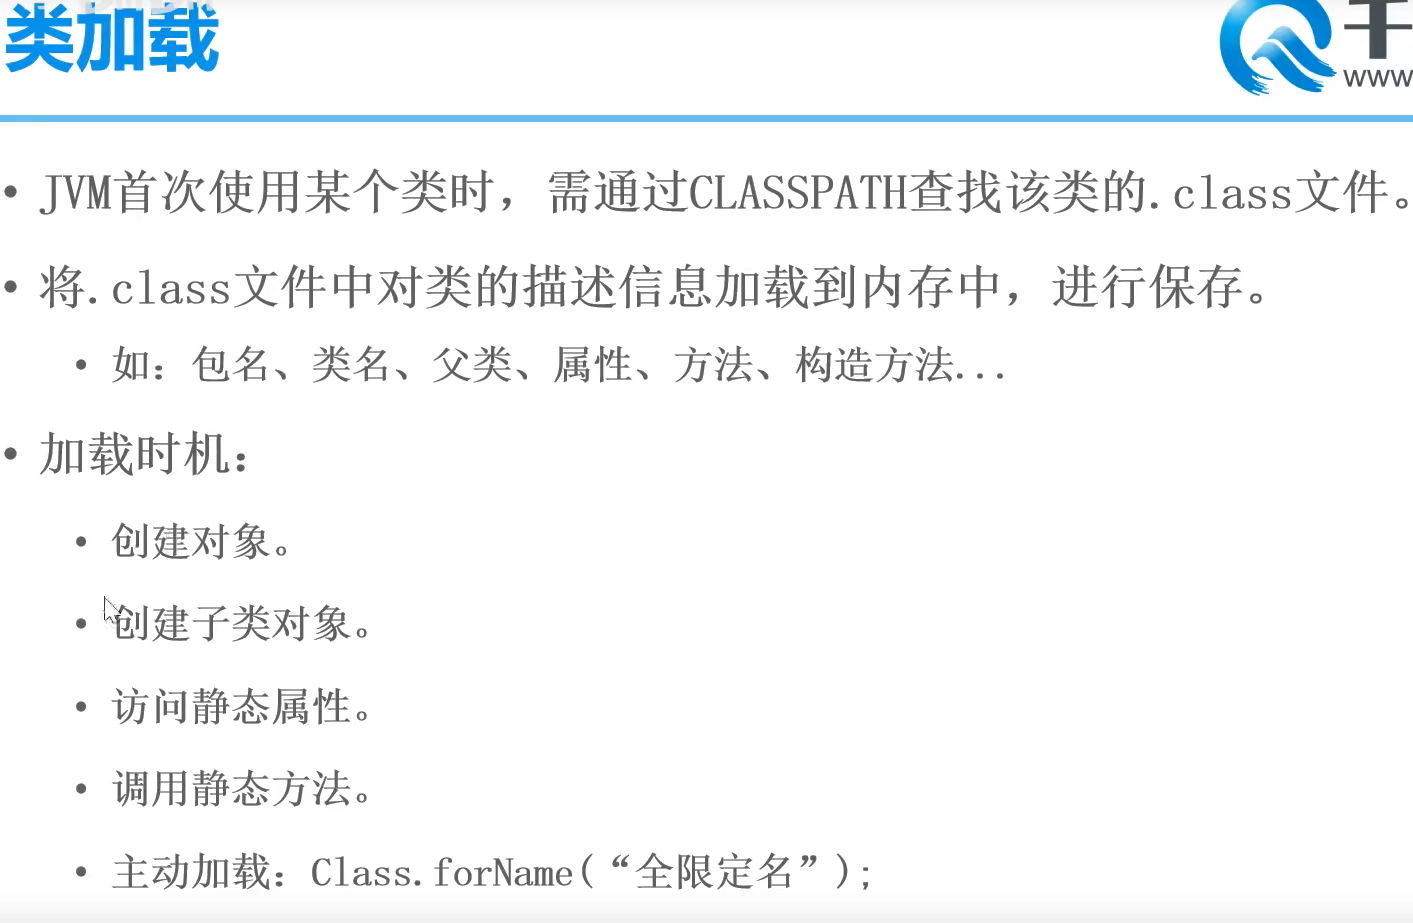 类加载
千
www
• JVM首次使用某个类时，需通过CLASSPATH查找该类的.class文件。
• 将.class文件中对类的描述信息加载到内存中，进行保存。
• 如：包名、类名、父类、属性、方法、构造方法...
• 加载时机：
• 创建对象。
• 创建子类对象。
• 访问静态属性。
• 调用静态方法。
• 主动加载：Class.forName(“全限定名”);